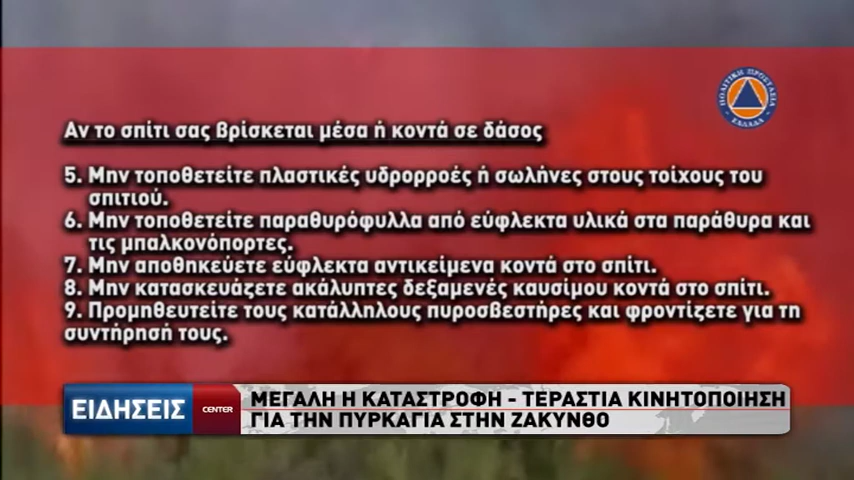 ΠΟΛΙΤΙΚΗ ΠΡΟΣΤΑΣΙΑ
ΕΛΛΑΔΑ
Αν το σπίτι σας βρίσκεται μέσα ή κοντά σε δάσος
5. Μην τοποθετείτε πλαστικές υδρορροές ή σωλήνες στους τοίχους του
σπιτιού.
6. Μην τοποθετείτε παραθυρόφυλλα από εύφλεκτα υλικά στα παράθυρα και
τις μπαλκονόπορτες.
7. Μην αποθηκεύετε εύφλεκτα αντικείμενα κοντά στο σπίτι.
8. Μην κατασκευάζετε ακάλυπτες δεξαμενές καυσίμου κοντά στο σπίτι.
9. Προμηθευτείτε τους κατάλληλους πυροσβεστήρες και φροντίζετε για τη
συντήρησή τους.
ΕΙΔΗΣΕΙΣ
CENTER
ΜΕΓΑΛΗ Η ΚΑΤΑΣΤΡΟΦΗ - ΤΕΡΑΣΤΙΑ ΚΙΝΗΤΟΠΟΙΗΣΗ
ΓΙΑ ΤΗΝ ΠΥΡΚΑΓΙΑ ΣΤΗΝ ΖΑΚΥΝΘΟ